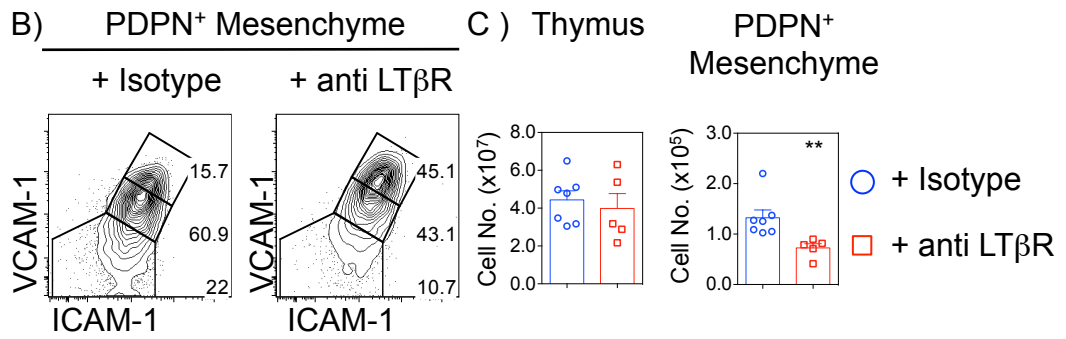 B) PDPN⁺ Mesenchyme
+ Isotype + anti LTβR
VCAM-1
15.7
60.9
22
ICAM-1
VCAM-1
45.1
43.1
10.7
ICAM-1
C ) Thymus
Cell No. (x10⁷)
8.0
6.0
4.0
2.0
0.0
PDPN⁺
Mesenchyme
Cell No. (x10⁵)
3.0
2.0
1.0
0.0
**
+ Isotype
+ anti LTβR